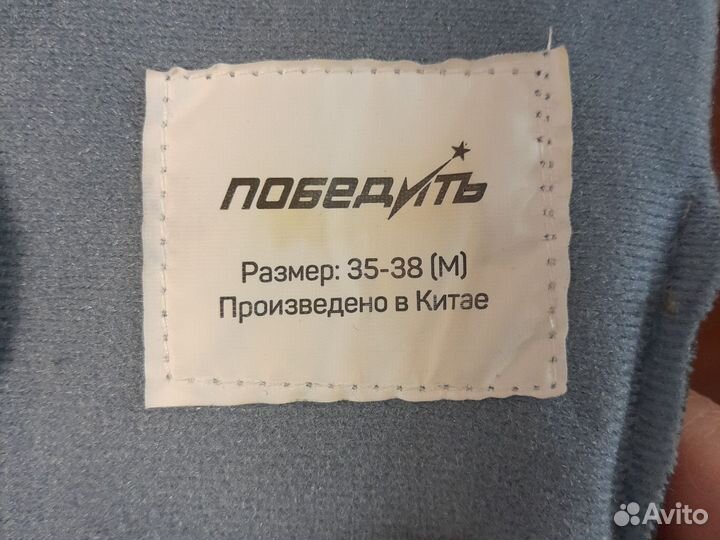 ПОБЕДИТЬ
Размер: 35-38 (М)
Произведено в Китае
Avito